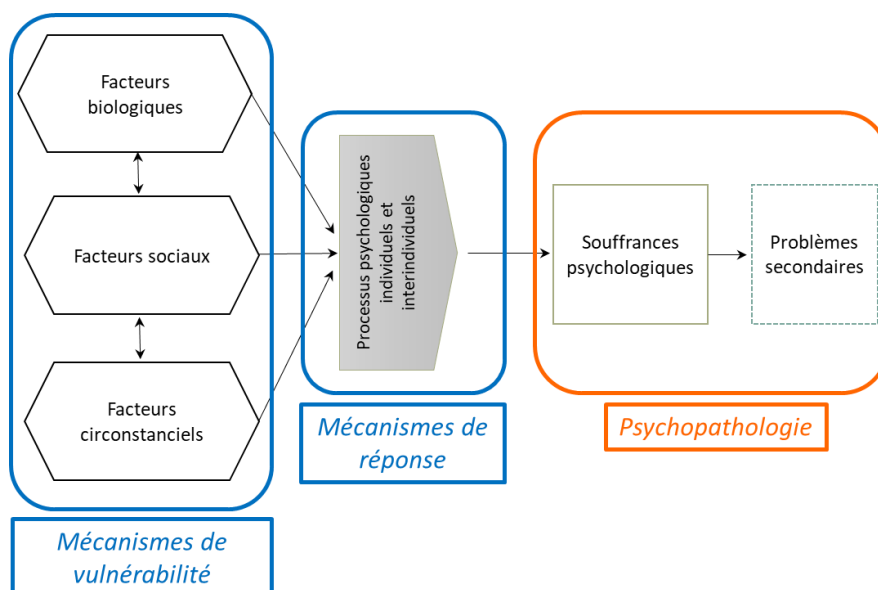 Facteurs
biologiques
Facteurs sociaux
Facteurs
circonstanciels
Mécanismes de
vulnérabilité
Processus psychologiques
individuels et
interindividuels
Mécanismes de
réponse
Souffrances
psychologiques
Problèmes
secondaires
Psychopathologie